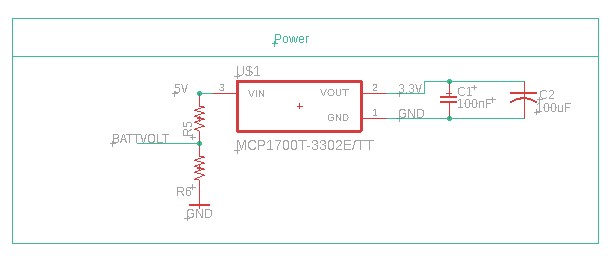 Power
U$1
5V
3
VIN
VOUT
2
3.3V
C1
100nF
C2
100uF
GND
1
GND
R5
BATTVOLT
MCP1700T-3302E/TT
R6
GND